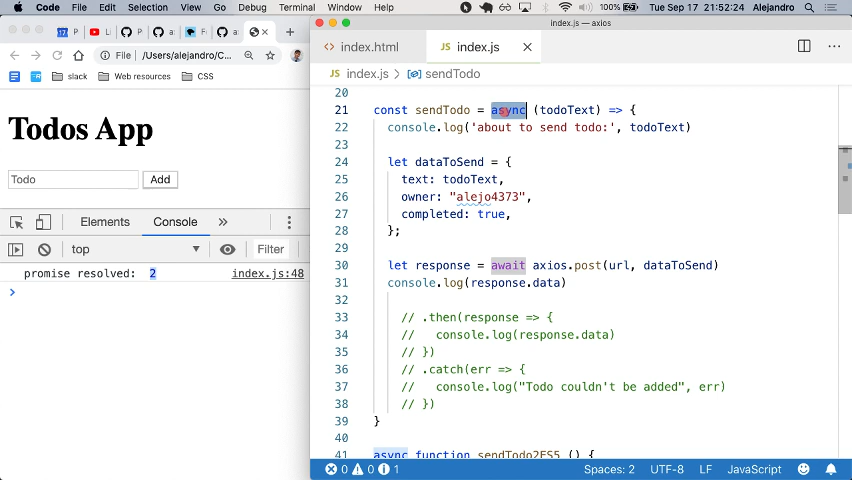 Code File Edit Selection View Go Debug Terminal Window Help 100% Tue Sep 17 21:52:24 Alejandro
index.js — axios
17 P Li P a: Pi a
File /Users/alejandro/C...
slack Web resources CSS
Todos App
Todo Add
Elements Console »
top Filter
promise resolved: 2 index.js:48
>
<> index.html JS index.js ×
JS index.js > sendTodo
20
21 const sendTodo = async (todoText) => {
22 console.log('about to send todo:', todoText)
23
24 let dataToSend = {
25 text: todoText,
26 owner: "alejo4373",
27 completed: true,
28 };
29
30 let response = await axios.post(url, dataToSend)
31 console.log(response.data)
32
33 // .then(response => {
34 // console.log(response.data)
35 // })
36 // .catch(err => {
37 // console.log("Todo couldn't be added", err)
38 // })
39 }
40
41 async function sendTodo2ES5 () {
0 0 1 Spaces: 2 UTF-8 LF JavaScript